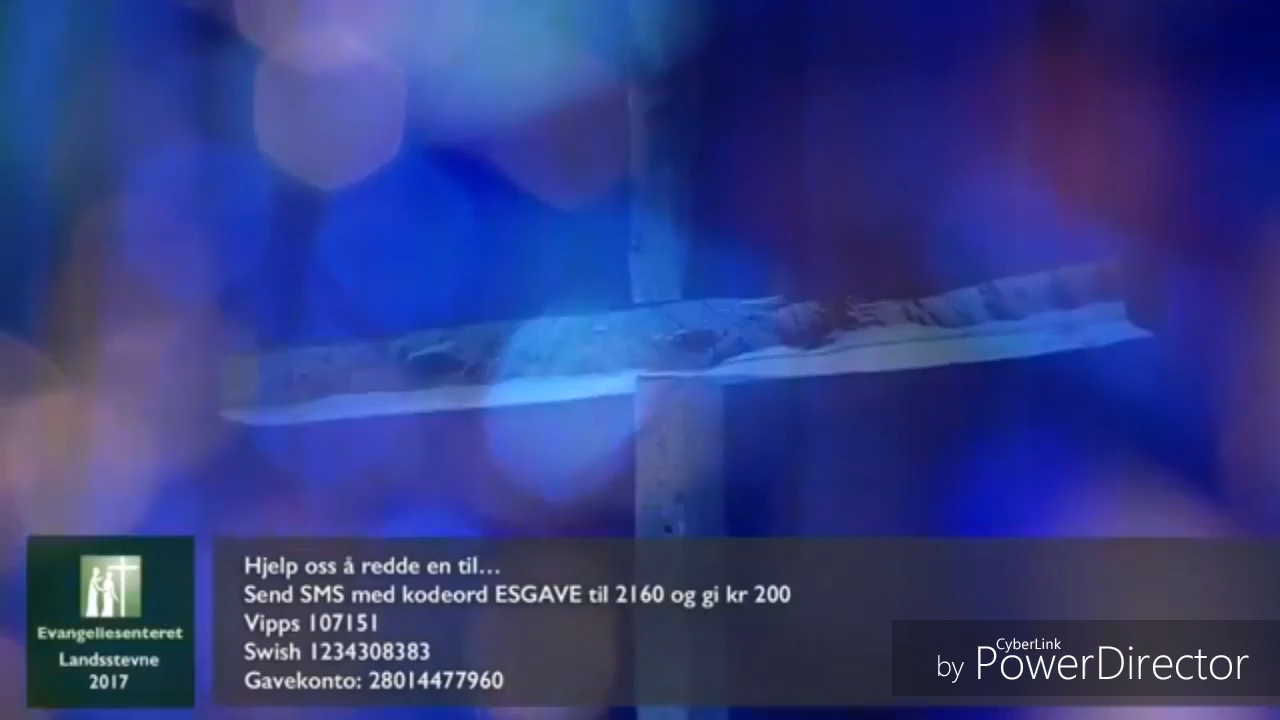 Hjelp oss å redde en til...
Send SMS med kodeord ESGAVE til 2160 og gi kr 200
Vipps 107151
Swish 1234308383
Gavekonto: 28014477960
Evangeliesenteret
Landsstevne
2017
CyberLink
by PowerDirector